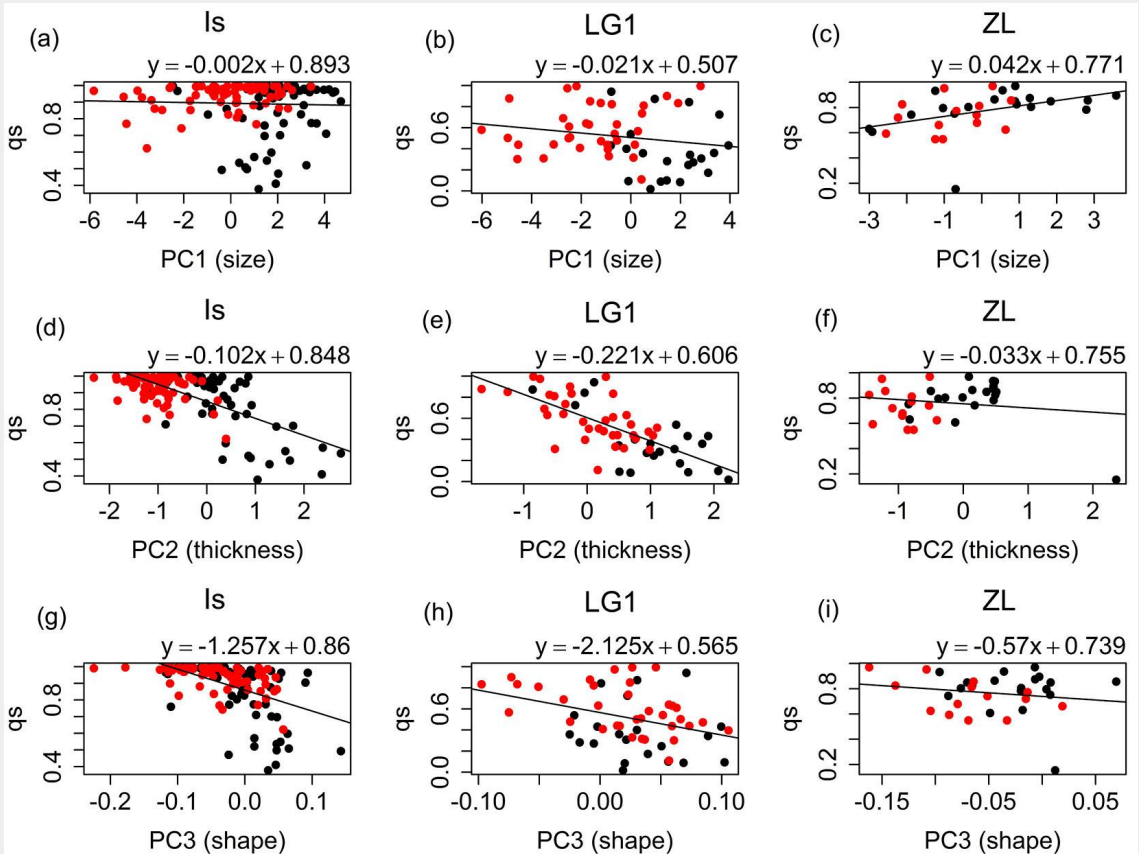 Is
LG1
ZL
(a)
(b)
(c)
y = -0.002x + 0.893
y = -0.021x + 0.507
y = 0.042x + 0.771
qs
0.4
0.8
qs
0.0
0.6
qs
0.2
0.8
-6 -4 -2 0 2 4
-6 -4 -2 0 2 4
-3 -1 1 3
PC1 (size)
PC1 (size)
PC1 (size)
Is
LG1
ZL
(d)
(e)
(f)
y = -0.102x + 0.848
y = -0.221x + 0.606
y = -0.033x + 0.755
qs
0.4
0.8
qs
0.0
0.6
qs
0.2
0.8
-2 -1 0 1 2
-1 0 1 2
-1 0 1 2
PC2 (thickness)
PC2 (thickness)
PC2 (thickness)
Is
LG1
ZL
(g)
(h)
(i)
y = -1.257x + 0.86
y = -2.125x + 0.565
y = -0.57x + 0.739
qs
0.4
0.8
qs
0.0
0.6
qs
0.2
0.8
-0.2 -0.1 0.0 0.1
-0.10 0.00 0.10
-0.15 -0.05 0.05
PC3 (shape)
PC3 (shape)
PC3 (shape)